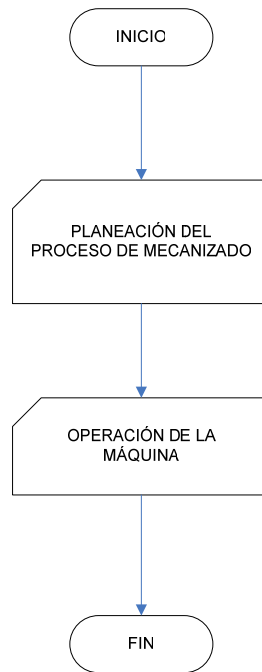 INICIO
PLANEACIÓN DEL
PROCESO DE MECANIZADO
OPERACIÓN DE LA
MÁQUINA
FIN